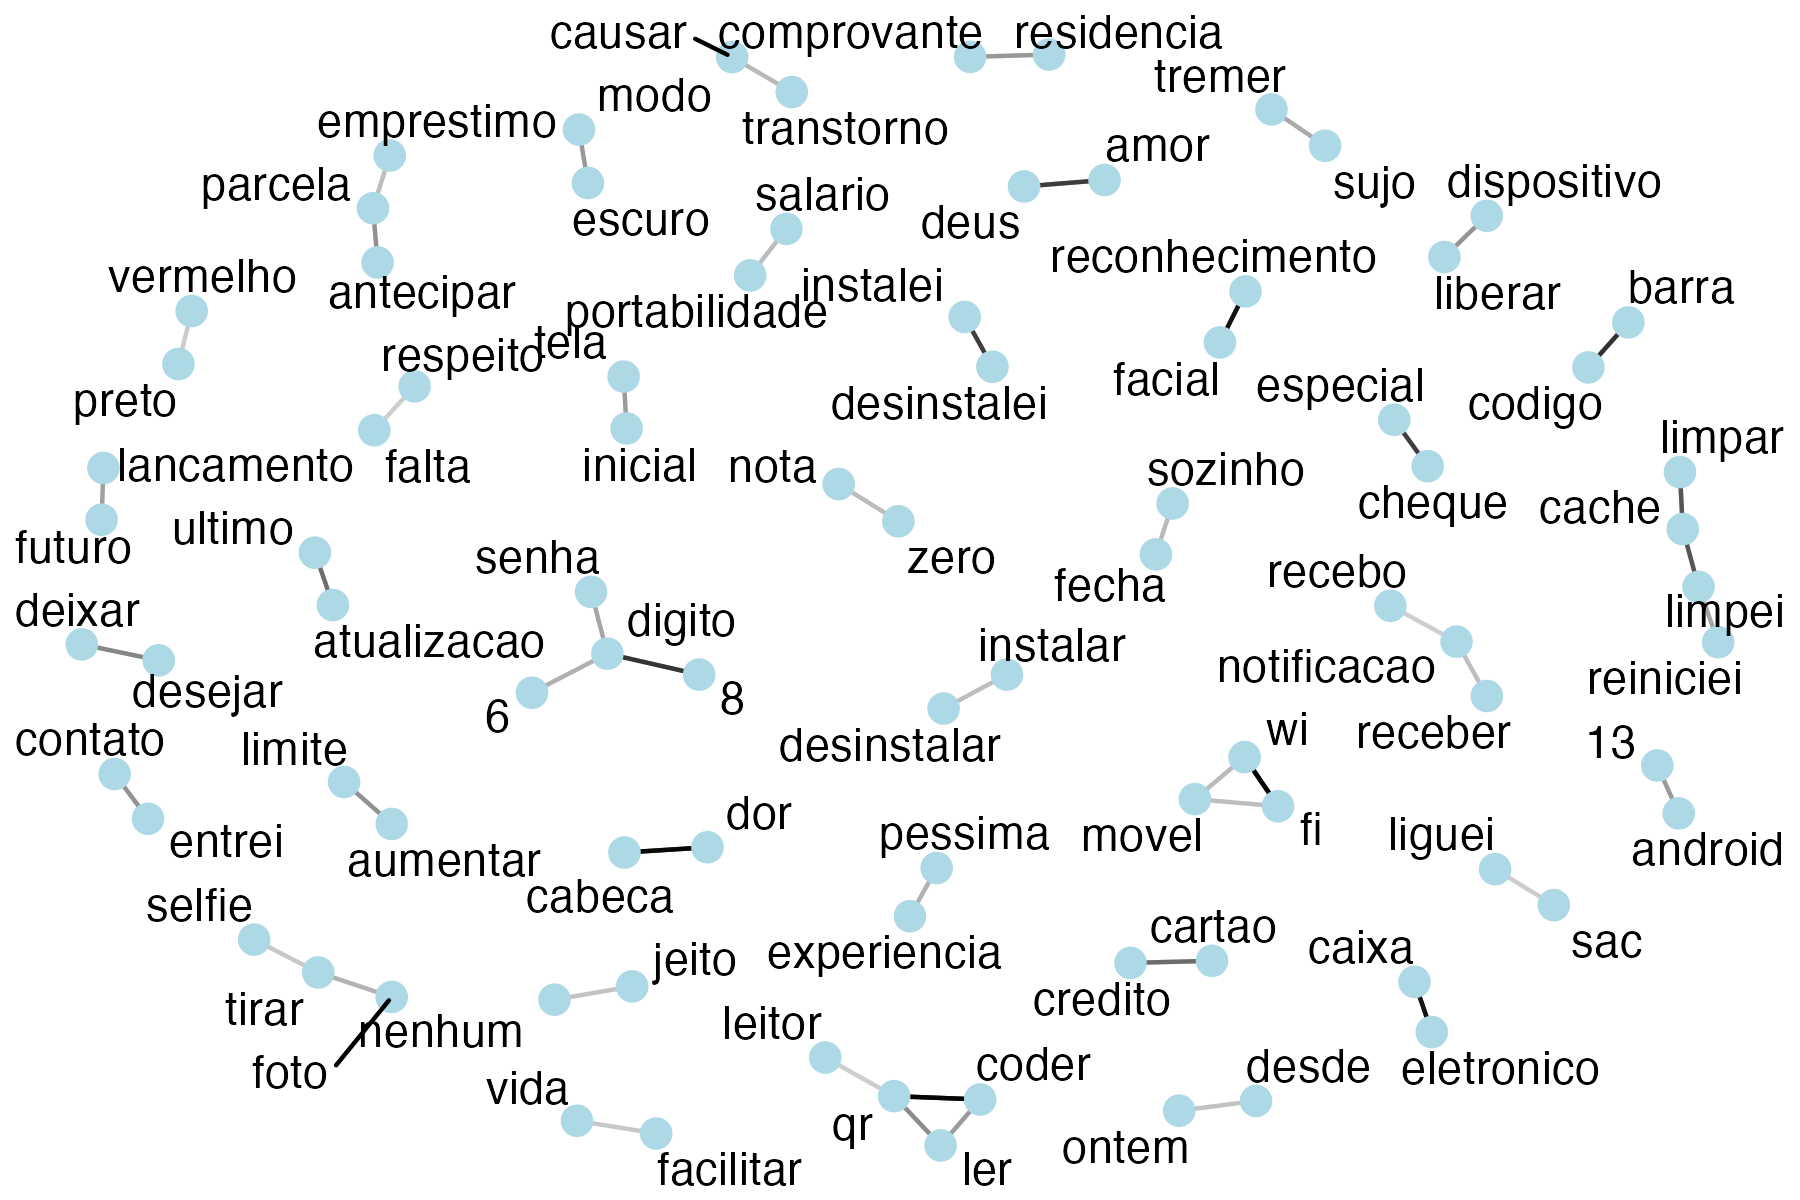 causar
comprovante
residencia
tremer
modo
emprestimo
transtorno
amor
parcela
salario
sujo
dispositivo
escuro
deus
reconhecimento
vermelho
antecipar
instalei
liberar
barra
portabilidade
tela
respeito
facial
especial
preto
desinstalei
codigo
limpar
lancamento
falta
inicial
nota
sozinho
cheque
cache
ultimo
futuro
senha
zero
fecha
recebo
deixar
digito
limpei
atualizacao
instalar
notificacao
reiniciei
desejar
6
8
contato
limite
desinstalar
wi
receber
13
dor
entrei
aumentar
pessima
movel
fi
liguei
android
cabeca
selfie
cartao
experiencia
caixa
sac
jeito
tirar
credito
nenhum
leitor
foto
coder
desde
eletronico
vida
qr
ontem
facilitar
ler